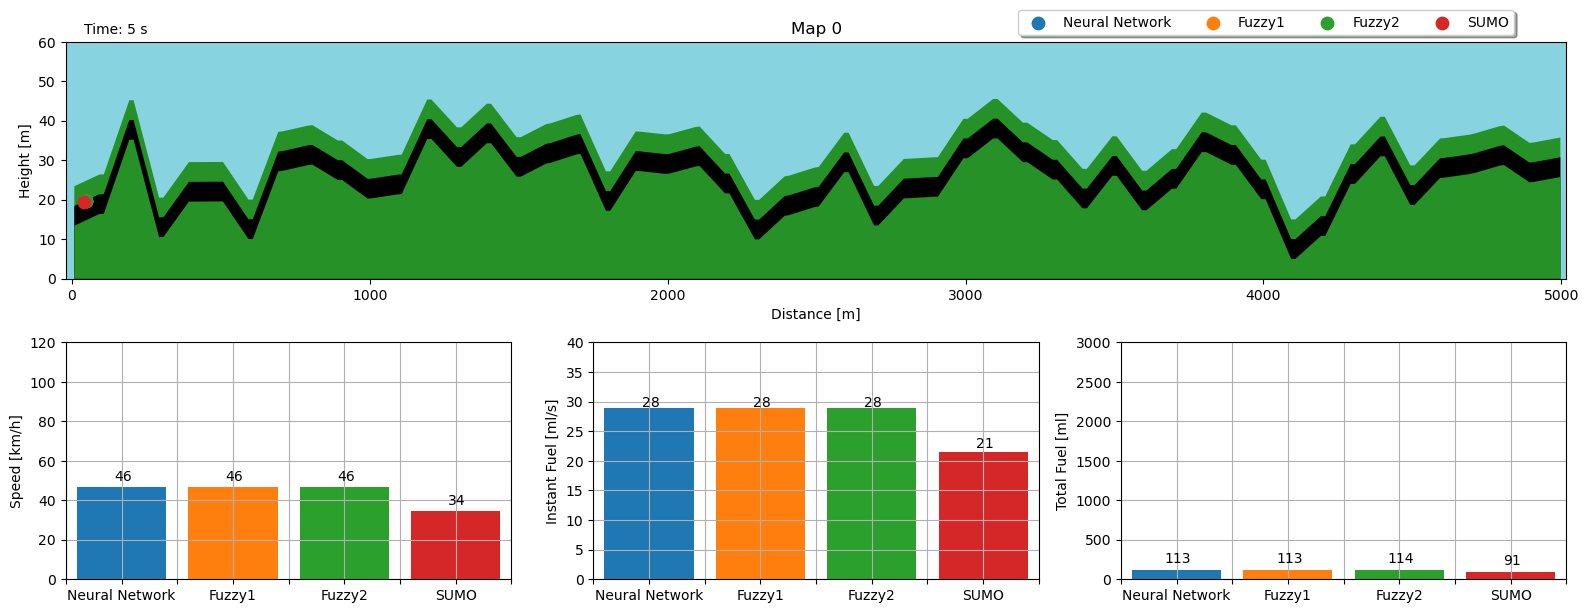 Time: 5 s
Map 0
Neural Network Fuzzy1 Fuzzy2 SUMO
Height [m]
60
50
40
30
20
10
0
0 1000 2000 3000 4000 5000
Distance [m]
Speed [km/h]
120
100
80
60
40
20
0
46 46 46 34
Neural Network Fuzzy1 Fuzzy2 SUMO
Instant Fuel [ml/s]
40
35
30
25
20
15
10
5
0
28 28 28 21
Neural Network Fuzzy1 Fuzzy2 SUMO
Total Fuel [ml]
3000
2500
2000
1500
1000
500
0
113 113 114 91
Neural Network Fuzzy1 Fuzzy2 SUMO